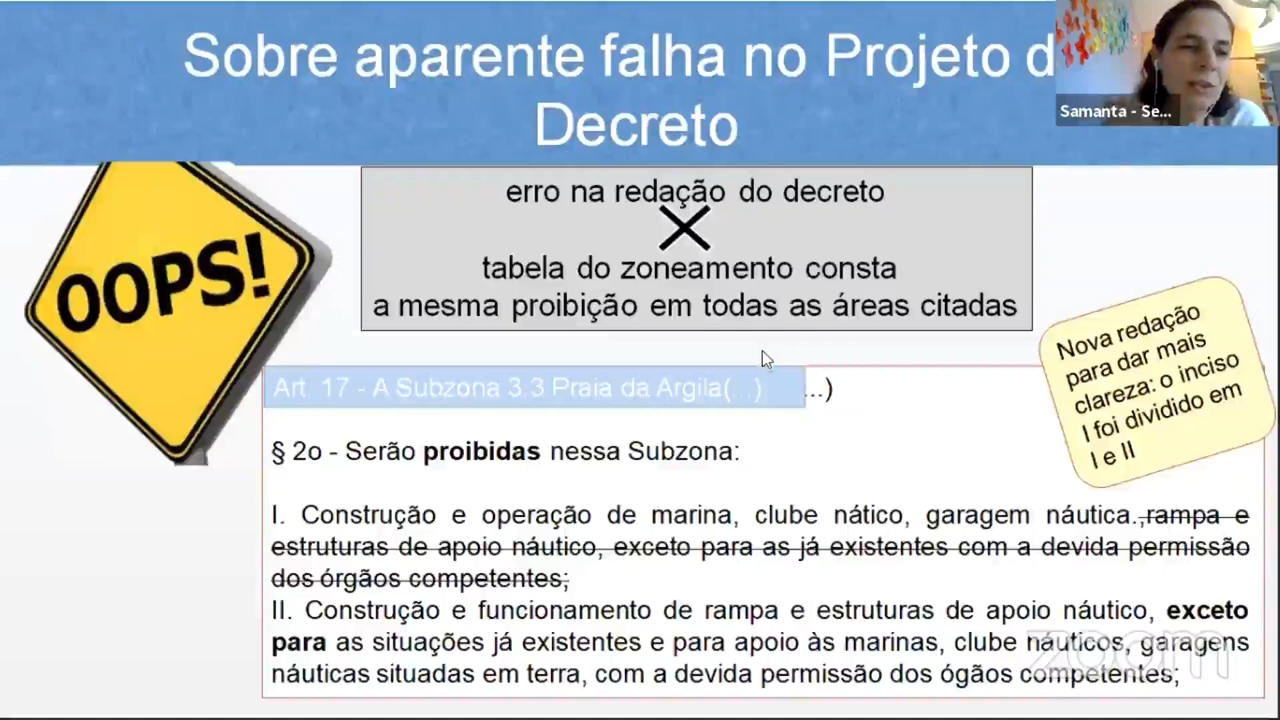 Sobre aparente falha no Projeto d
Decreto
Samanta - Se...
OOPS!
erro na redação do decreto
tabela do zoneamento consta
a mesma proibição em todas as áreas citadas
Nova redação
para dar mais
clareza: o inciso
I foi dividido em
I e II
Art 17 - A Subzona 3.3 Praia da Argila(...) ...)
§ 2o - Serão proibidas nessa Subzona:
I. Construção e operação de marina, clube nático, garagem náutica.,rampa e
estruturas de apoio náutico, exceto para as já existentes com a devida permissão
dos órgãos competentes;
II. Construção e funcionamento de rampa e estruturas de apoio náutico, exceto
para as situações já existentes e para apoio às marinas, clube náuticos, garagens
náuticas situadas em terra, com a devida permissão dos ógãos competentes;
zoom